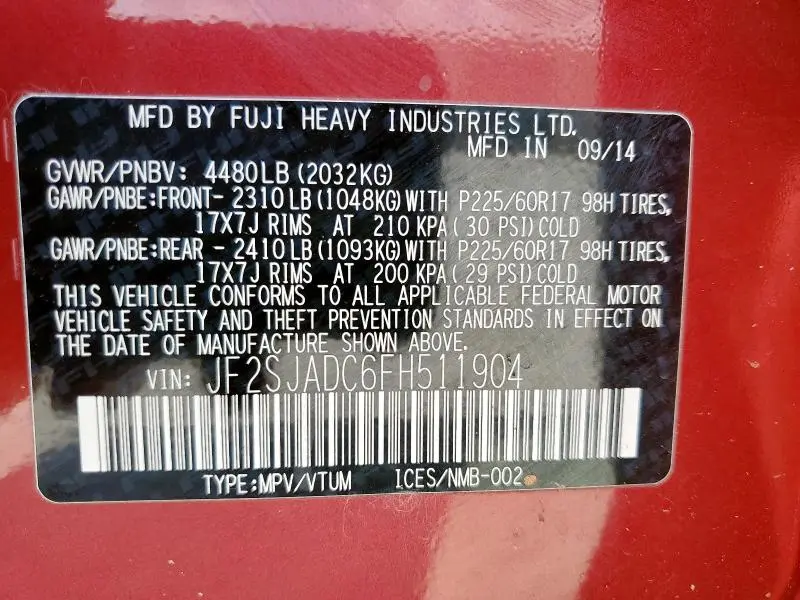 MFD BY FUJI HEAVY INDUSTRIES LTD.
MFD IN 09/14
GVWR/PNBV: 4480LB (2032KG)
GAWR/PNBE:FRONT- 2310LB (1048KG) WITH P225/60R17 98H TIRES,
17X7J RIMS AT 210 KPA( 30 PSI) COLD
GAWR/PNBE:REAR - 2410LB (1093KG) WITH P225/60R17 98H TIRES,
17X7J RIMS AT 200 KPA( 29 PSI) COLD
THIS VEHICLE CONFORMS TO ALL APPLICABLE FEDERAL MOTOR
VEHICLE SAFETY AND THEFT PREVENTION STANDARDS IN EFFECT ON
THE DATE OF MANUFACTURE SHOWN ABOVE.
VIN: JF2SJADC6FH511904
TYPE:MPV/VTUM ICES/NMB-002